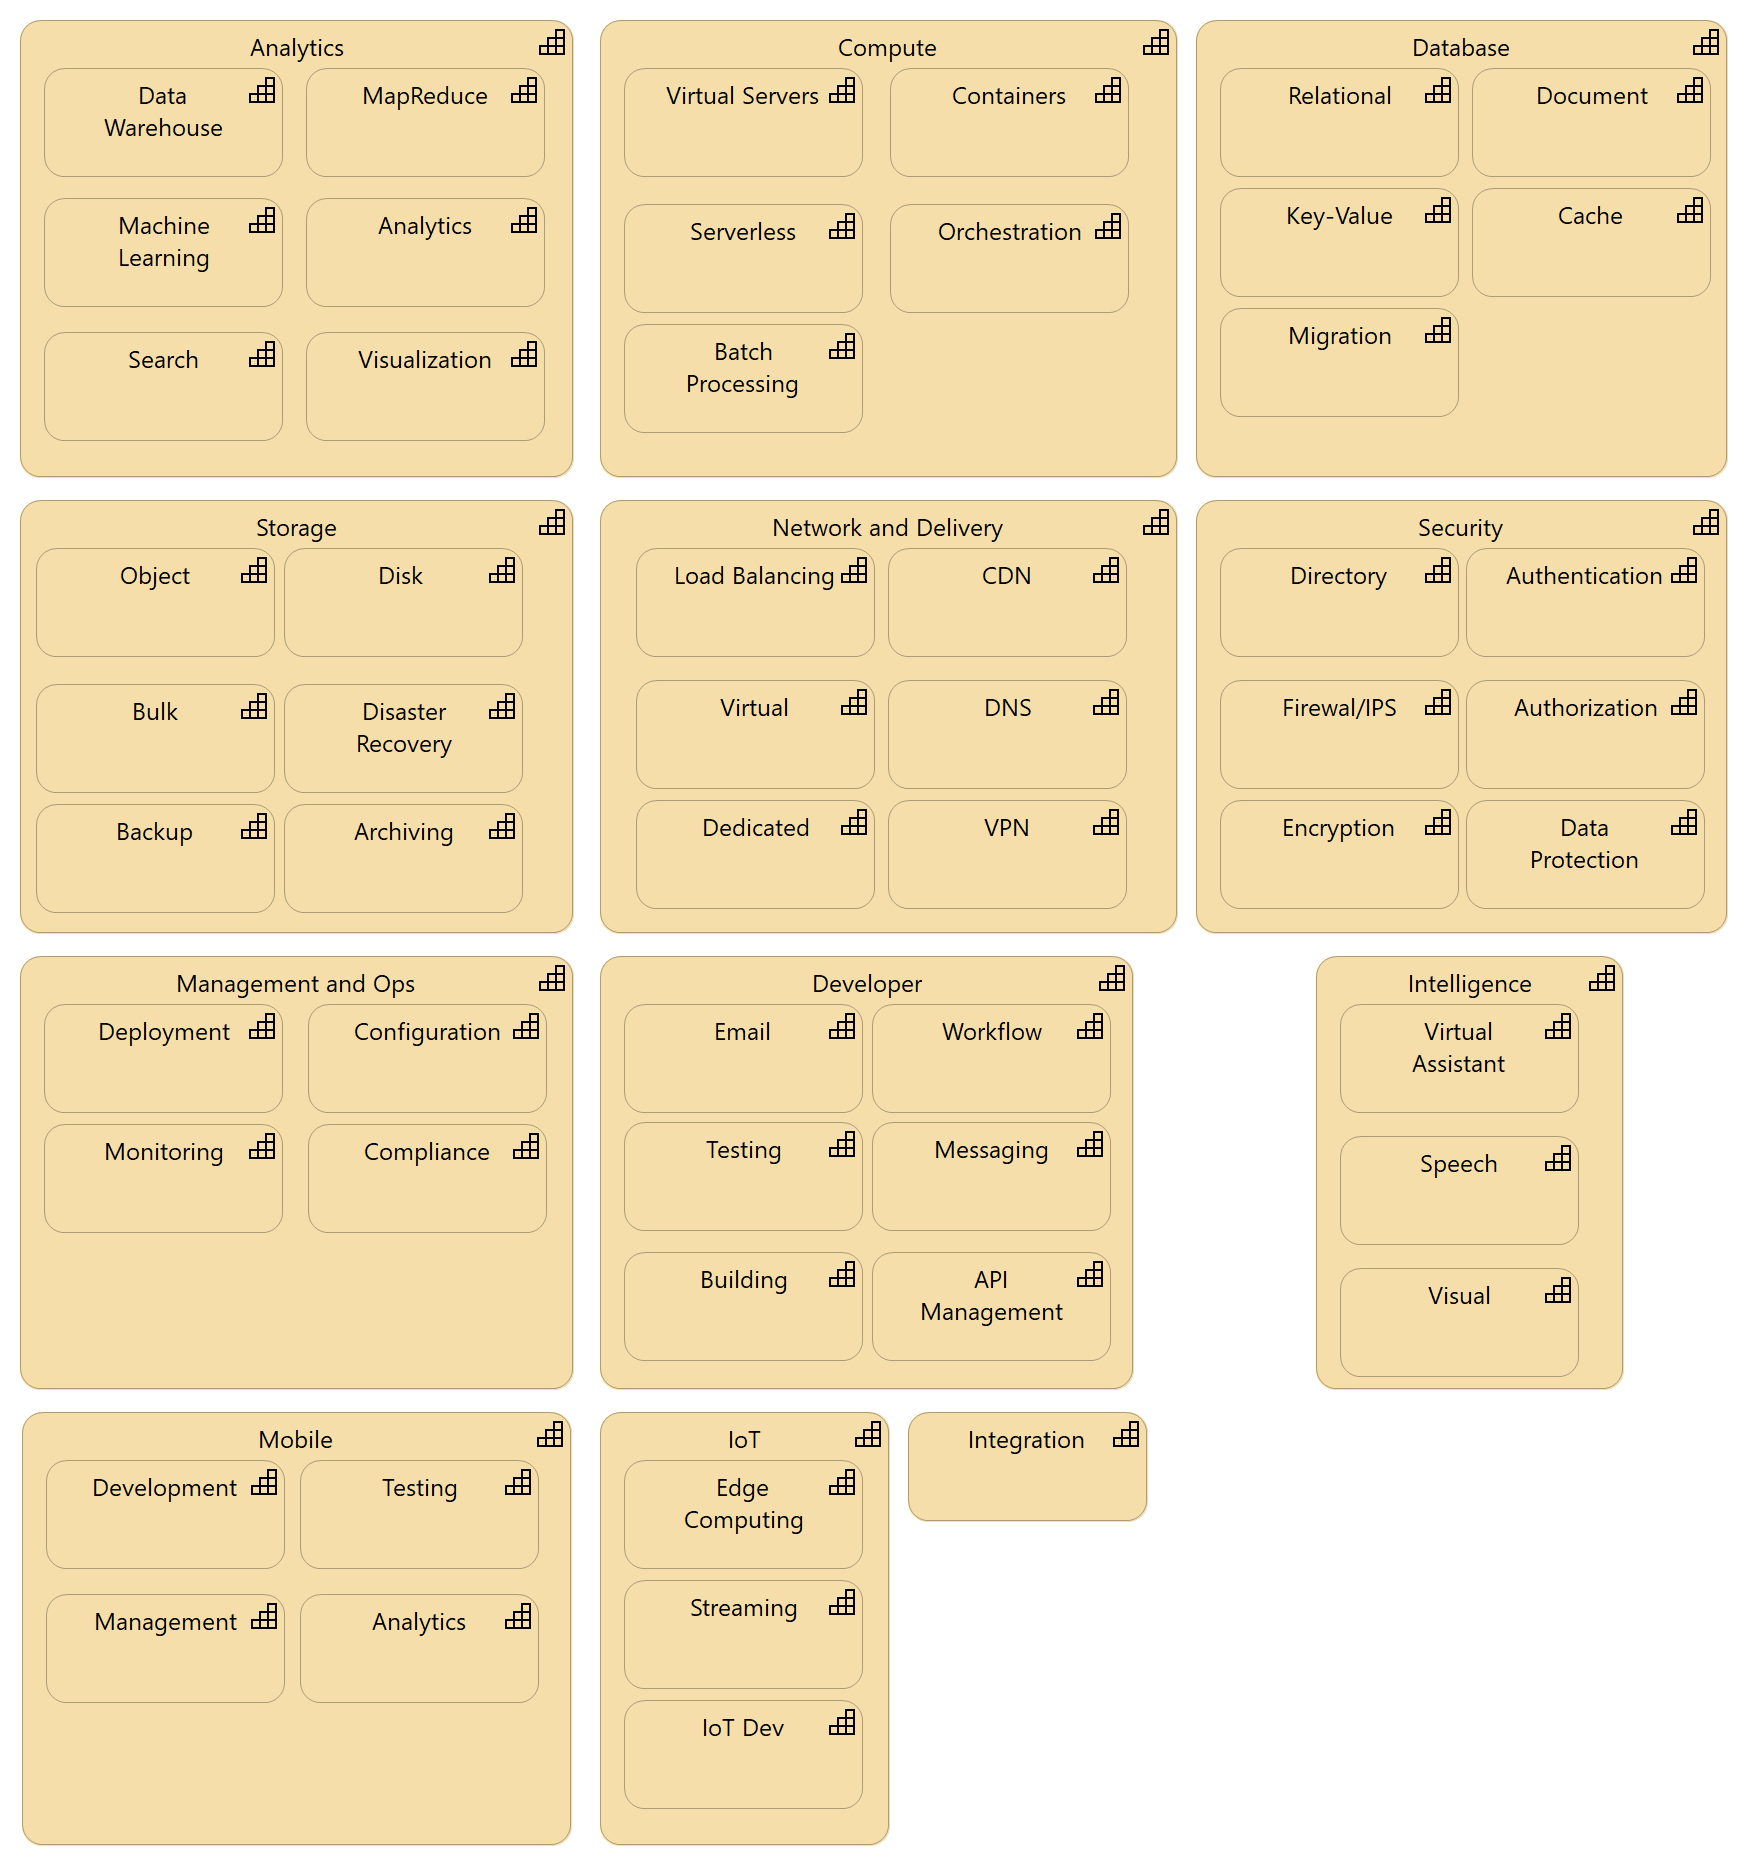 Analytics
Data
Warehouse
MapReduce
Machine
Learning
Analytics
Search
Visualization
Compute
Virtual Servers
Containers
Serverless
Orchestration
Batch
Processing
Database
Relational
Document
Key-Value
Cache
Migration
Storage
Object
Disk
Bulk
Disaster
Recovery
Backup
Archiving
Network and Delivery
Load Balancing
CDN
Virtual
DNS
Dedicated
VPN
Security
Directory
Authentication
Firewal/IPS
Authorization
Encryption
Data
Protection
Management and Ops
Deployment
Configuration
Monitoring
Compliance
Developer
Email
Workflow
Testing
Messaging
Building
API
Management
Intelligence
Virtual
Assistant
Speech
Visual
Mobile
Development
Testing
Management
Analytics
IoT
Edge
Computing
Streaming
IoT Dev
Integration